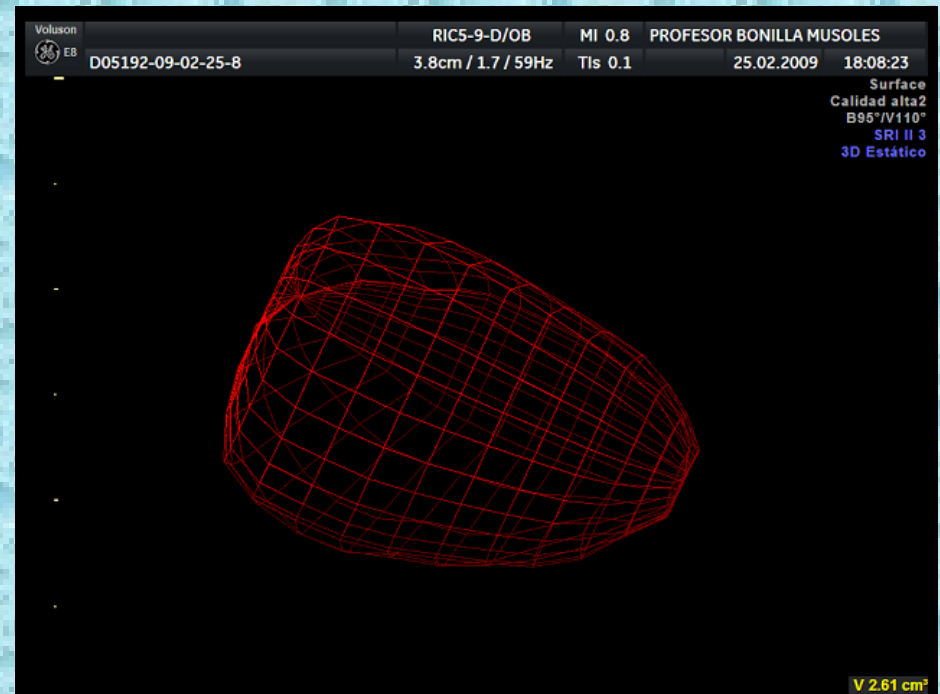 Voluson
E8
RIC5-9-D/OB MI 0.8 PROFESOR BONILLA MUSOLES
D05192-09-02-25-8 3.8cm / 1.7 / 59Hz TIs 0.1 25.02.2009 18:08:23
Surface
Calidad alta2
B95°/V110°
SRI II 3
3D Estático
V 2.61 cm³